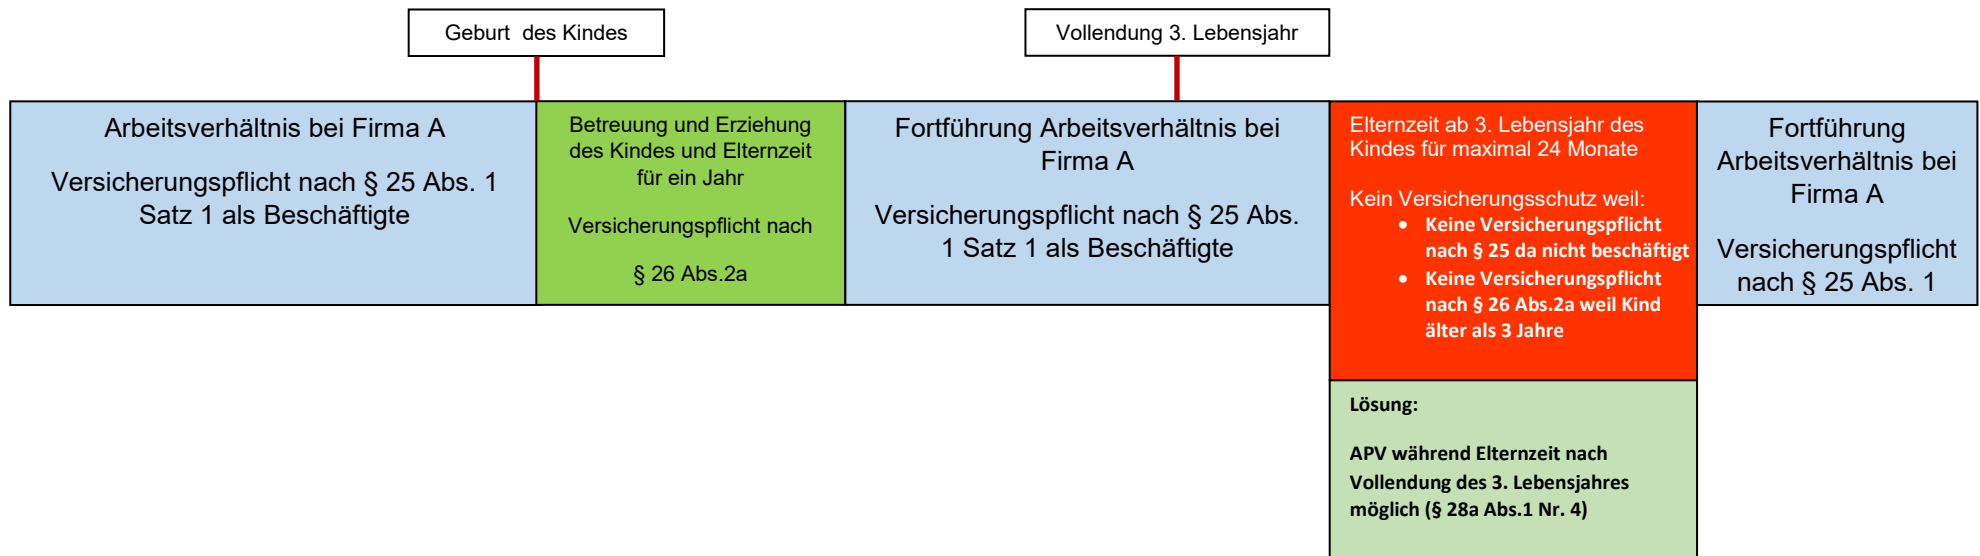 Geburt des Kindes
Vollendung 3. Lebensjahr
Arbeitsverhältnis bei Firma A
Versicherungspflicht nach § 25 Abs. 1
Satz 1 als Beschäftigte
Betreuung und Erziehung
des Kindes und Elternzeit
für ein Jahr
Versicherungspflicht nach
§ 26 Abs.2a
Fortführung Arbeitsverhältnis bei
Firma A
Versicherungspflicht nach § 25 Abs.
1 Satz 1 als Beschäftigte
Elternzeit ab 3. Lebensjahr des
Kindes für maximal 24 Monate
Kein Versicherungsschutz weil:
• Keine Versicherungspflicht
nach § 25 da nicht beschäftigt
• Keine Versicherungspflicht
nach § 26 Abs.2a weil Kind
älter als 3 Jahre
Lösung:
APV während Elternzeit nach
Vollendung des 3. Lebensjahres
möglich (§ 28a Abs.1 Nr. 4)
Fortführung
Arbeitsverhältnis bei
Firma A
Versicherungspflicht
nach § 25 Abs. 1